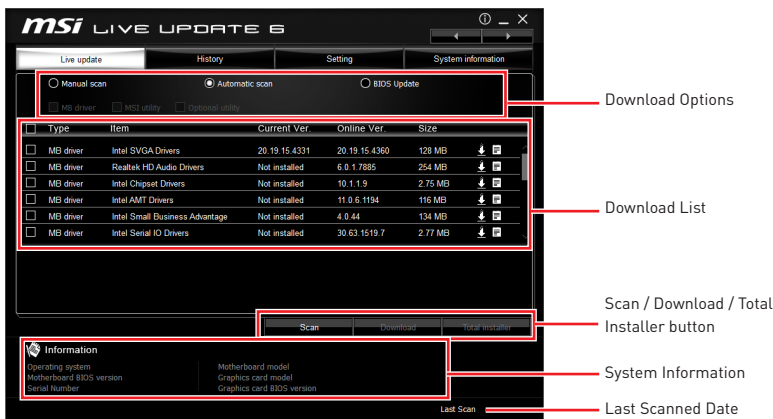 msi LIVE UPDATE 6
Live update History Setting System information
Manual scan Automatic scan BIOS Update
MB driver MSI utility Optional utility
Download Options
Type Item Current Ver. Online Ver. Size
MB driver Intel SVGA Drivers 20.19.15.4331 20.19.15.4360 128 MB
MB driver Realtek HD Audio Drivers Not installed 6.0.1.7885 254 MB
MB driver Intel Chipset Drivers Not installed 10.1.1.9 2.75 MB
MB driver Intel AMT Drivers Not installed 11.0.6.1194 116 MB
MB driver Intel Small Business Advantage Not installed 4.0.44 134 MB
MB driver Intel Serial IO Drivers Not installed 30.63.1519.7 2.77 MB
Download List
Scan Download Total Installer
Scan / Download / Total
Installer button
Information
Operating system Motherboard model
Motherboard BIOS version Graphics card model
Serial Number Graphics card BIOS version
System Information
Last Scan
Last Scanned Date